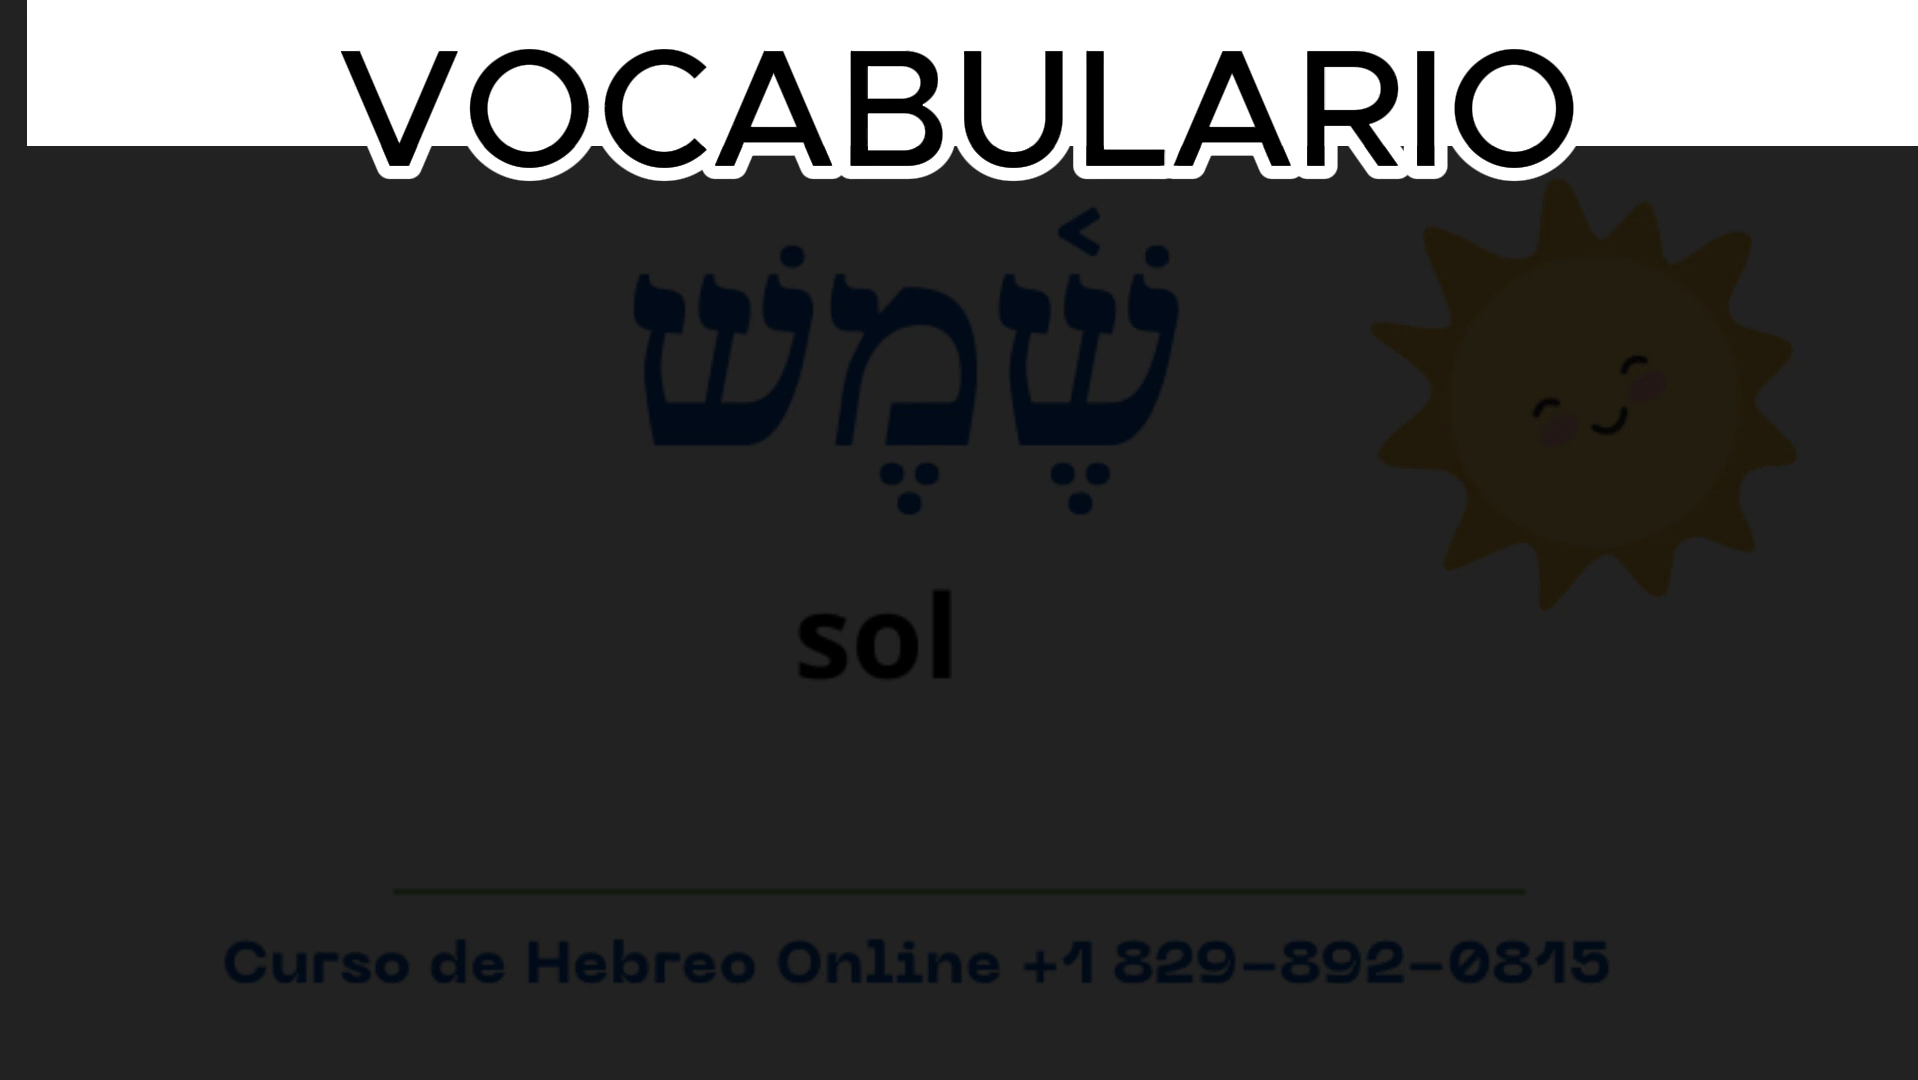 VOCABULARIO
שֶׁ֫מֶשׁ
sol
Curso de Hebreo Online +1 829-892-0815